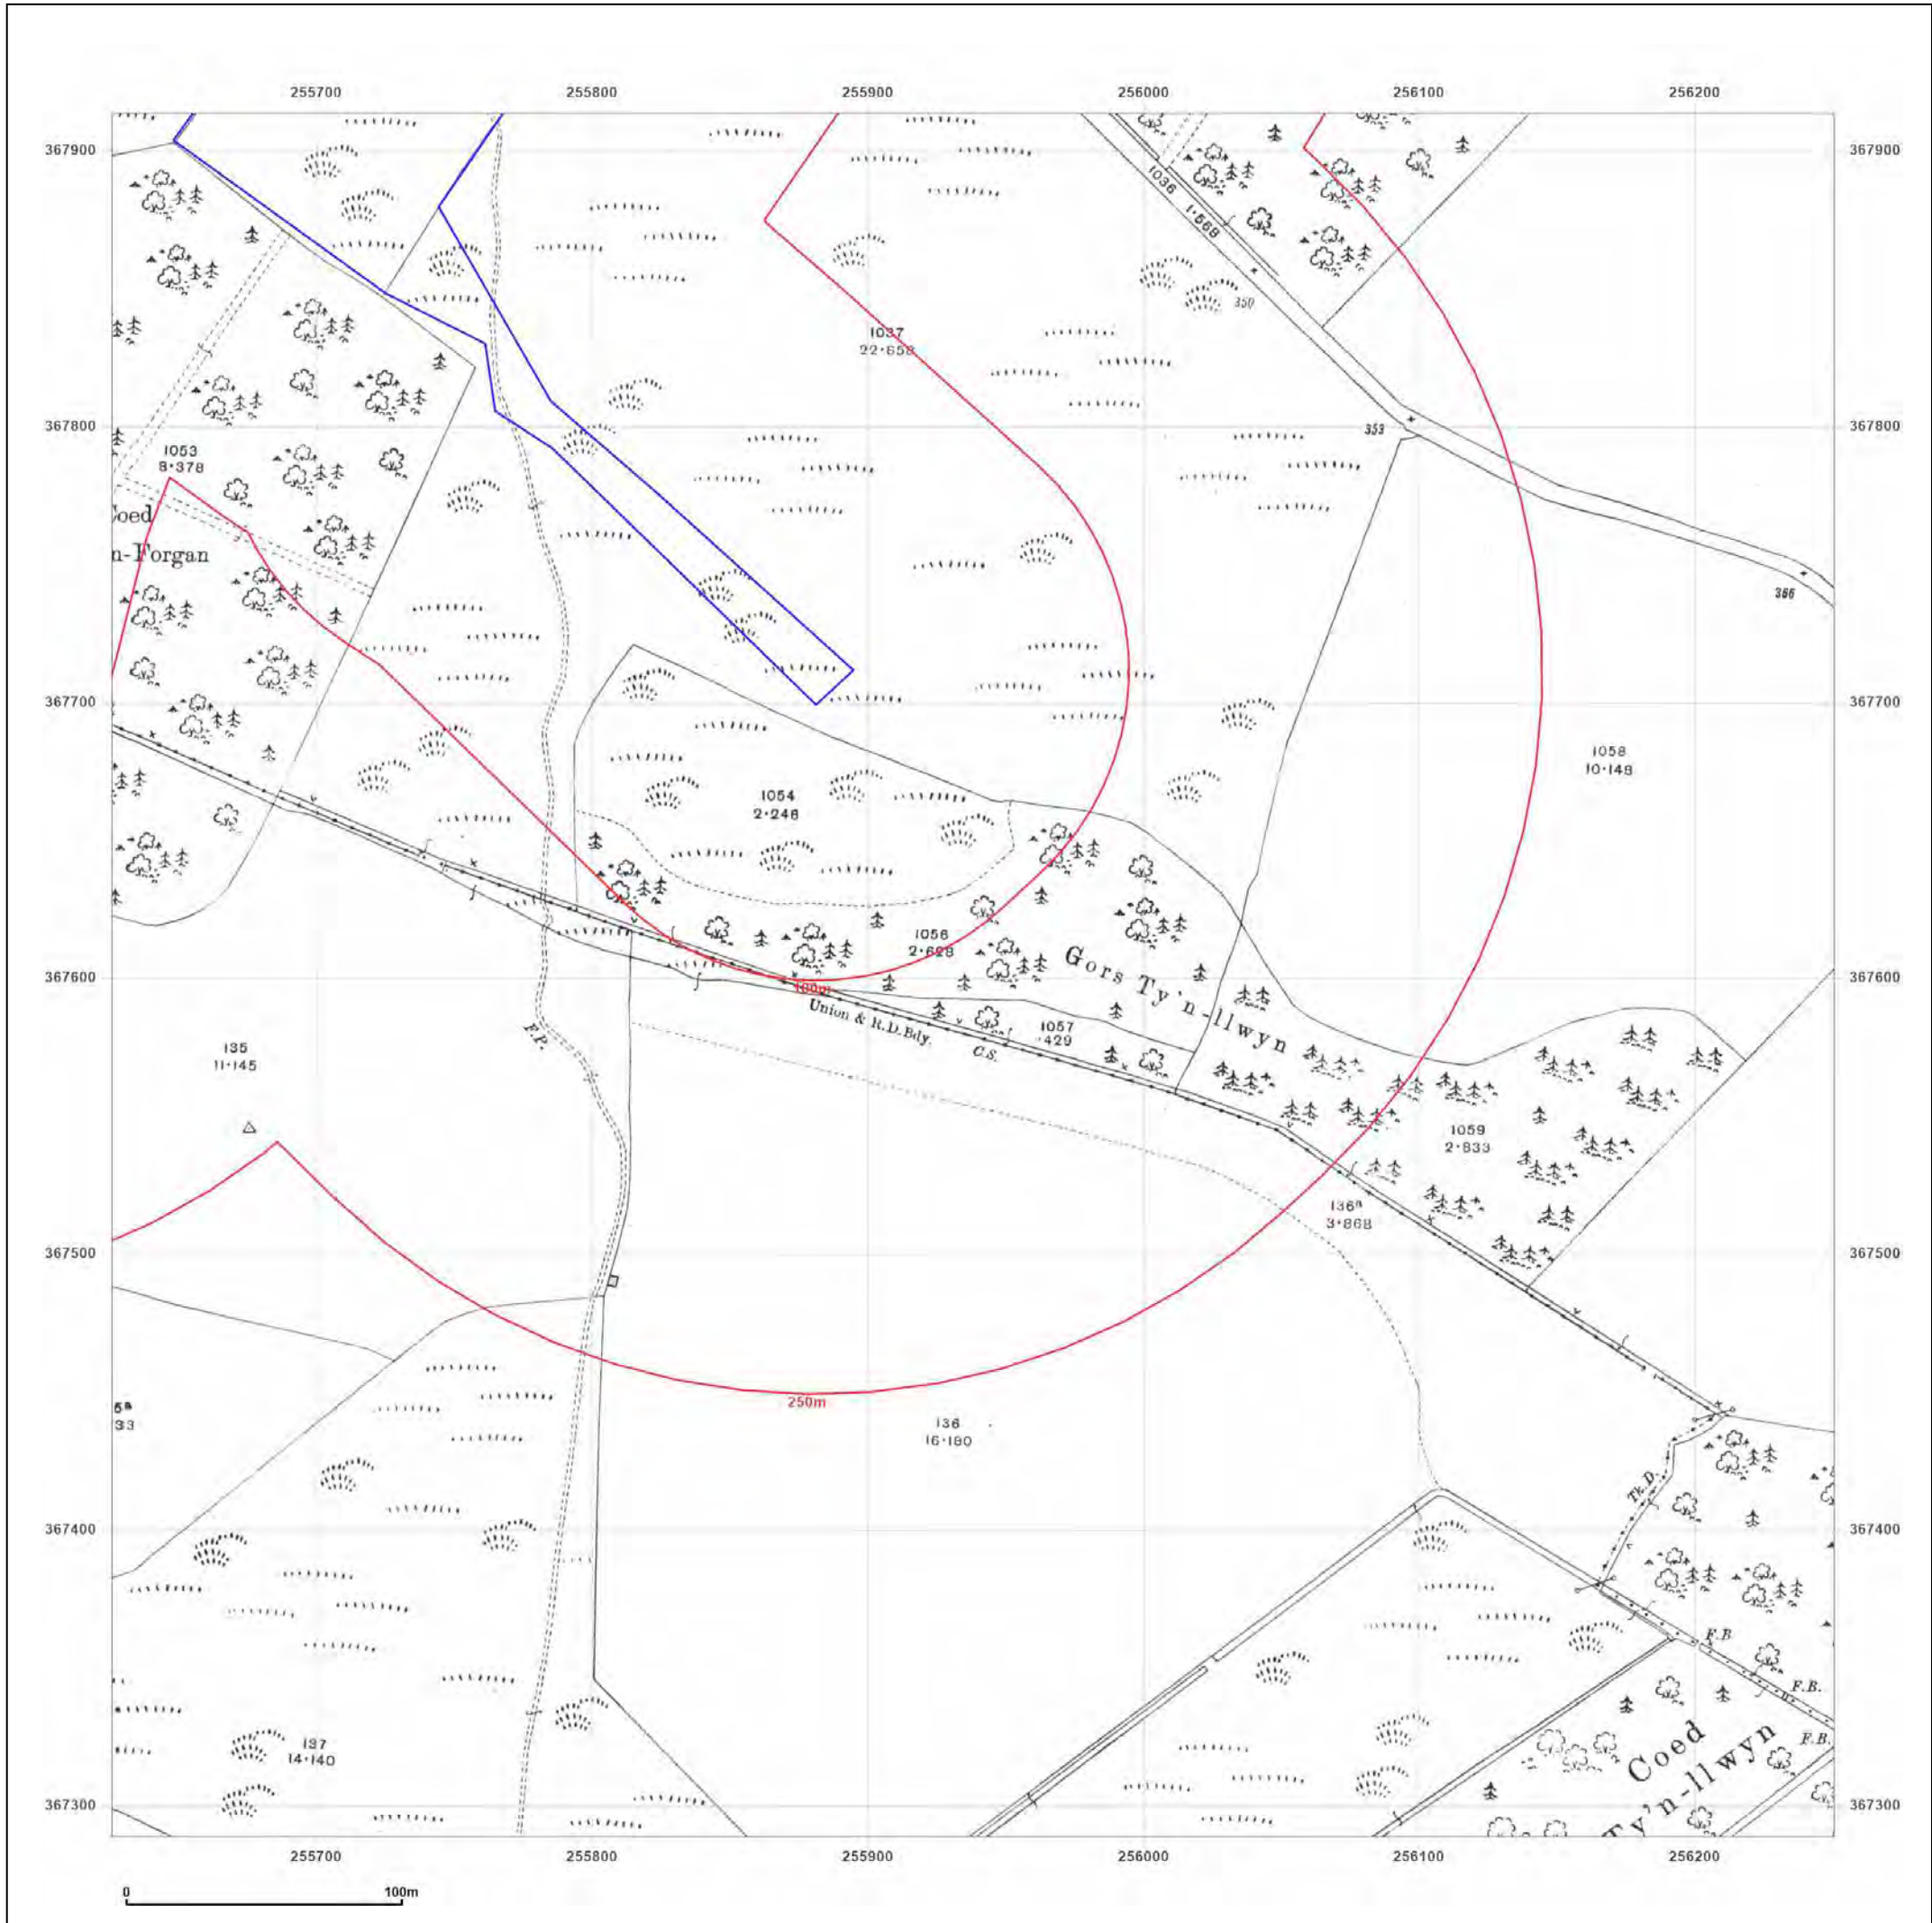 255700 255800 255900 256000 256100 256200
367900 367900
1036
1·568
350
1037
22·658
367800 353 367800
1053
8·378
Coed
n-Forgan
366
367700 367700
1058
10·148
1054
2·248
1056
2·628
Gors Ty'n-llwyn
367600 367600
100m
Union & R.D.Bdy.
1057
·429
C.S.
F.P.
135
11·145
1059
2·833
136ᵃ
3·868
367500 367500
250m
33
136
16·180
Tk.D.
367400 367400
F.B.
F.B.
F.B.
137
14·140
Coed
Ty'n-llwyn
367300 367300
255700 255800 255900 256000 256100 256200
0 100m